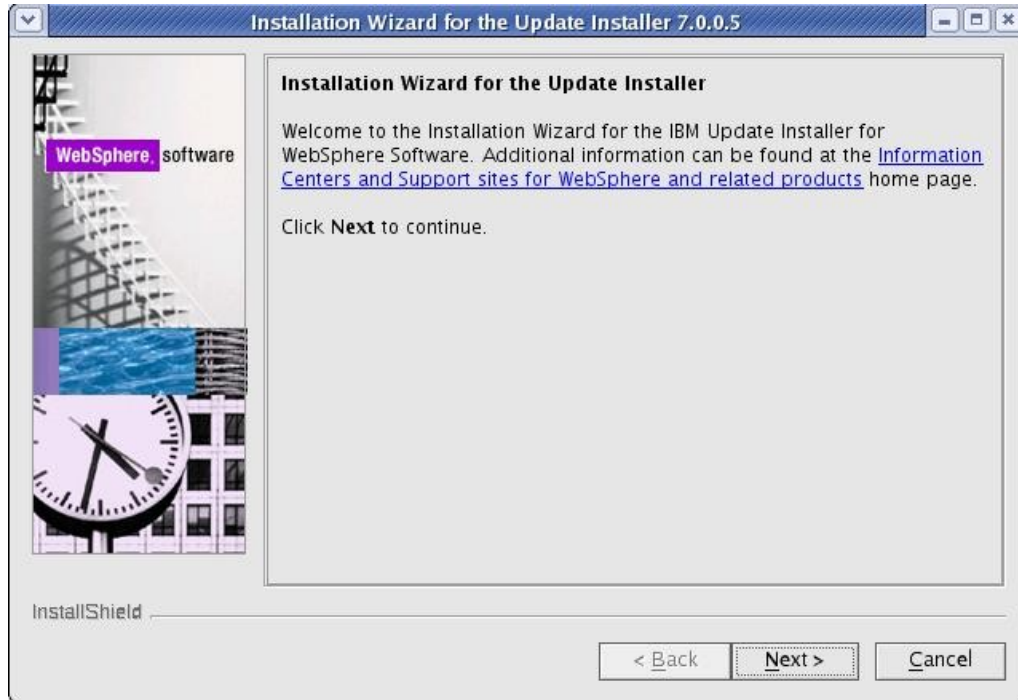 Installation Wizard for the Update Installer 7.0.0.5
WebSphere. software
Installation Wizard for the Update Installer
Welcome to the Installation Wizard for the IBM Update Installer for
WebSphere Software. Additional information can be found at the Information
Centers and Support sites for WebSphere and related products home page.
Click Next to continue.
InstallShield
< Back
Next >
Cancel